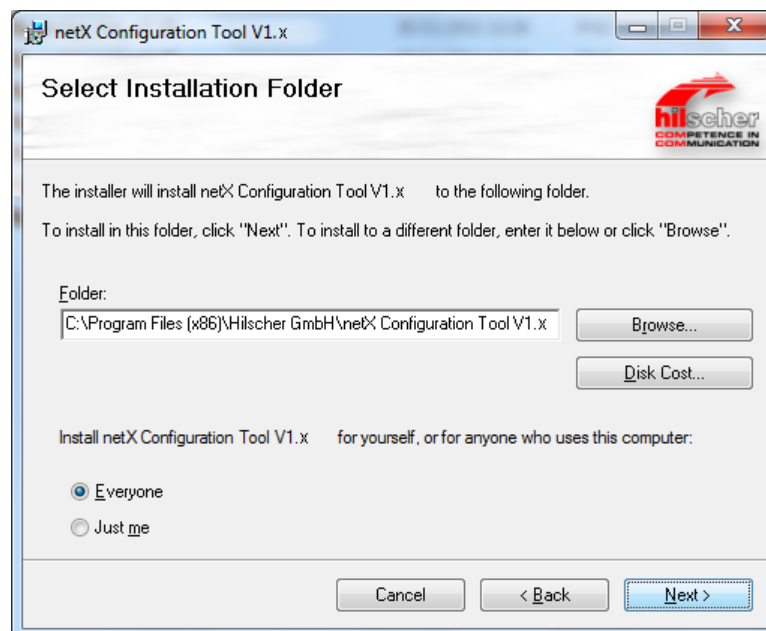 netX Configuration Tool V1.x
Select Installation Folder
hilscher
COMPETENCE IN
COMMUNICATION
The installer will install netX Configuration Tool V1.x to the following folder.
To install in this folder, click "Next". To install to a different folder, enter it below or click "Browse".
Folder:
C:\Program Files (x86)\Hilscher GmbH\netX Configuration Tool V1.x
Browse...
Disk Cost...
Install netX Configuration Tool V1.x for yourself, or for anyone who uses this computer:
Everyone
Just me
Cancel
< Back
Next >